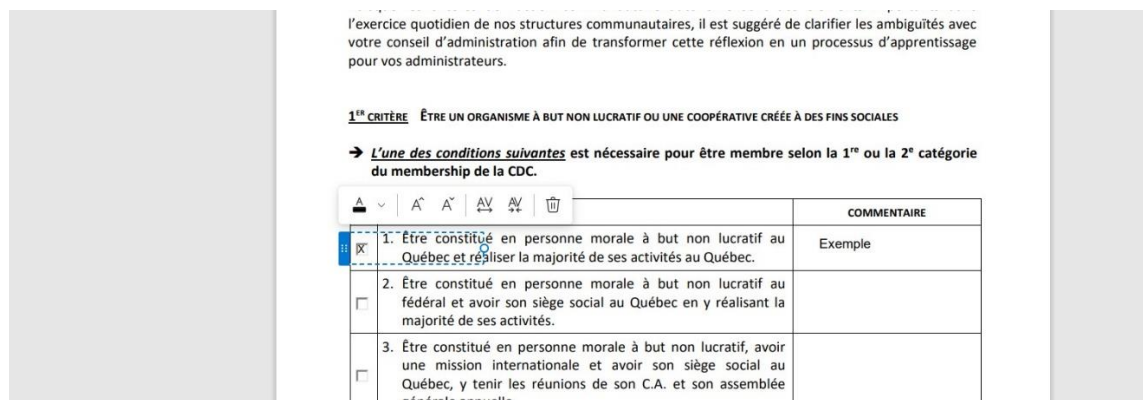 l'exercice quotidien de nos structures communautaires, il est suggéré de clarifier les ambiguïtés avec
votre conseil d'administration afin de transformer cette réflexion en un processus d'apprentissage
pour vos administrateurs.
1ER CRITÈRE ÊTRE UN ORGANISME À BUT NON LUCRATIF OU UNE COOPÉRATIVE CRÉÉE À DES FINS SOCIALES
➔ L'une des conditions suivantes est nécessaire pour être membre selon la 1re ou la 2e catégorie
du membership de la CDC.
COMMENTAIRE
X
1. Être constitué en personne morale à but non lucratif au
Québec et réaliser la majorité de ses activités au Québec.
Exemple
2. Être constitué en personne morale à but non lucratif au
fédéral et avoir son siège social au Québec en y réalisant la
majorité de ses activités.
3. Être constitué en personne morale à but non lucratif, avoir
une mission internationale et avoir son siège social au
Québec, y tenir les réunions de son C.A. et son assemblée
générale annuelle.